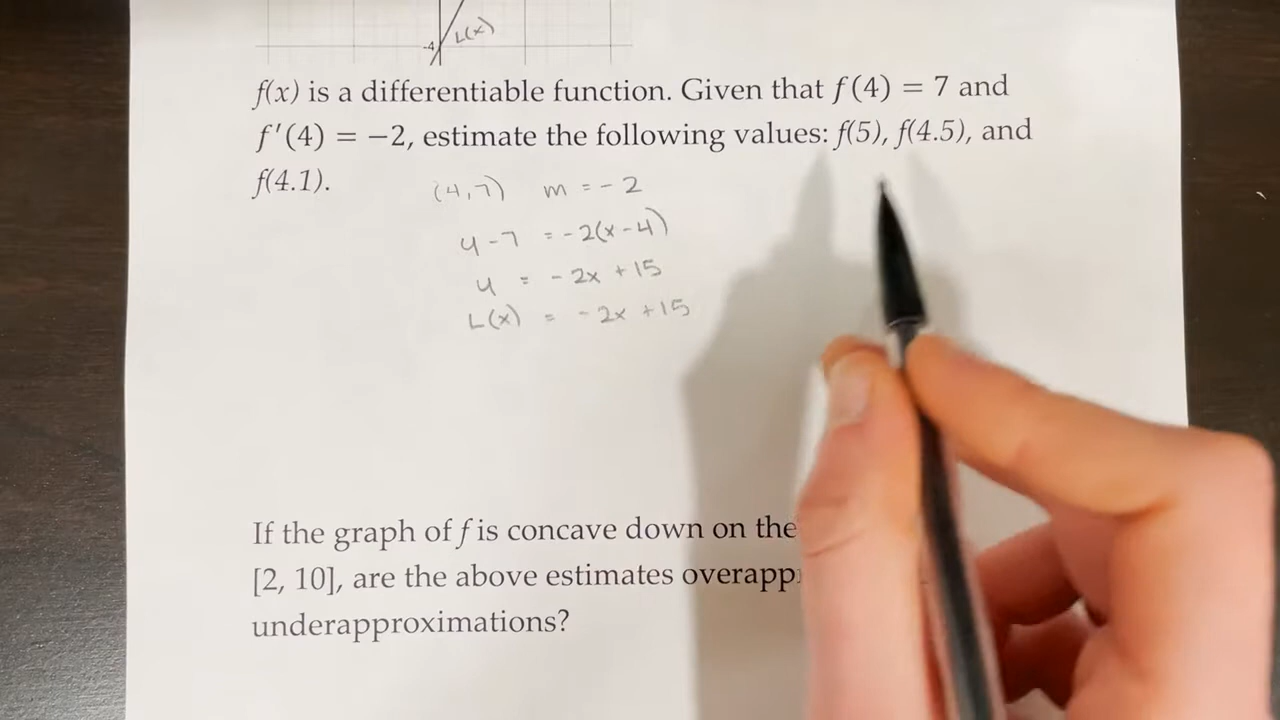 -4 L(x)
f(x) is a differentiable function. Given that f(4) = 7 and
f'(4) = −2, estimate the following values: f(5), f(4.5), and
f(4.1).
(4,7) m = -2
y - 7 = -2(x - 4)
y = -2x + 15
L(x) = -2x + 15
If the graph of f is concave down on the
[2, 10], are the above estimates
underapproximations?